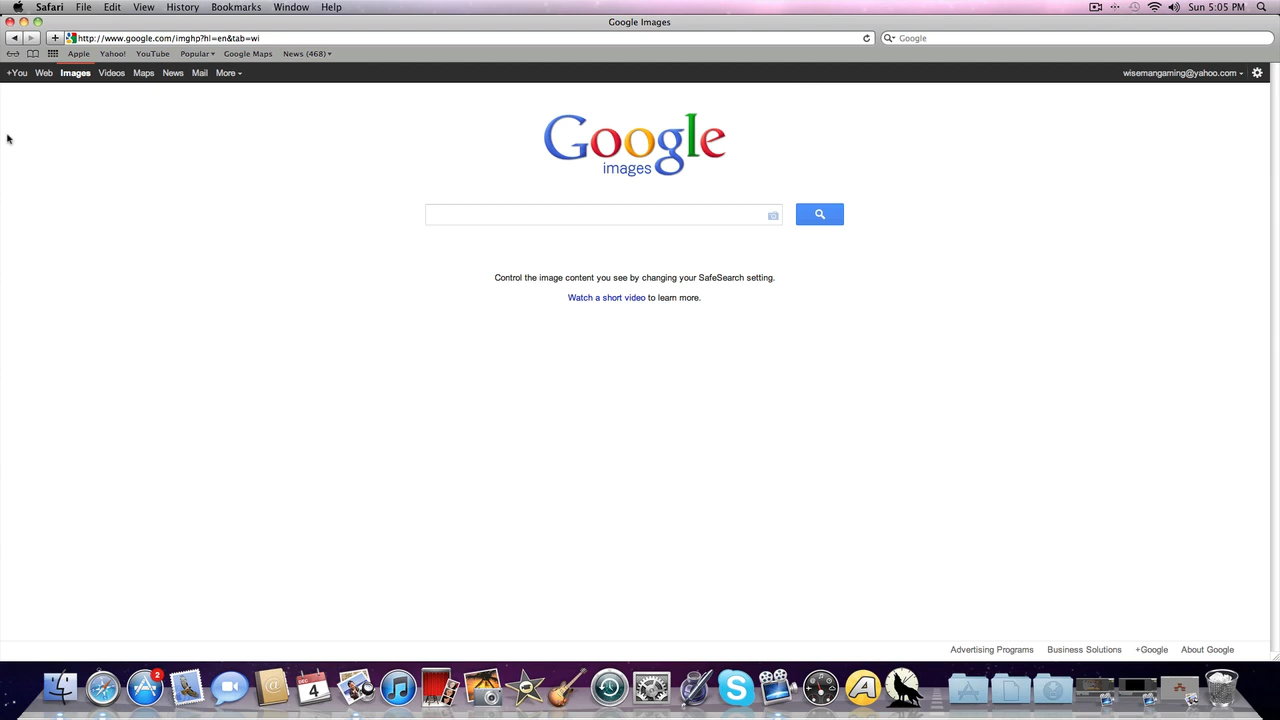 Safari File Edit View History Bookmarks Window Help Sun 5:05 PM
Google Images
http://www.google.com/imghp?hl=en&tab=wi Google
Apple Yahoo! YouTube Popular Google Maps News (468)
+You Web Images Videos Maps News Mail More wisemangaming@yahoo.com
Google
images
Control the image content you see by changing your SafeSearch setting.
Watch a short video to learn more.
Advertising Programs Business Solutions +Google About Google
2
DEC
4